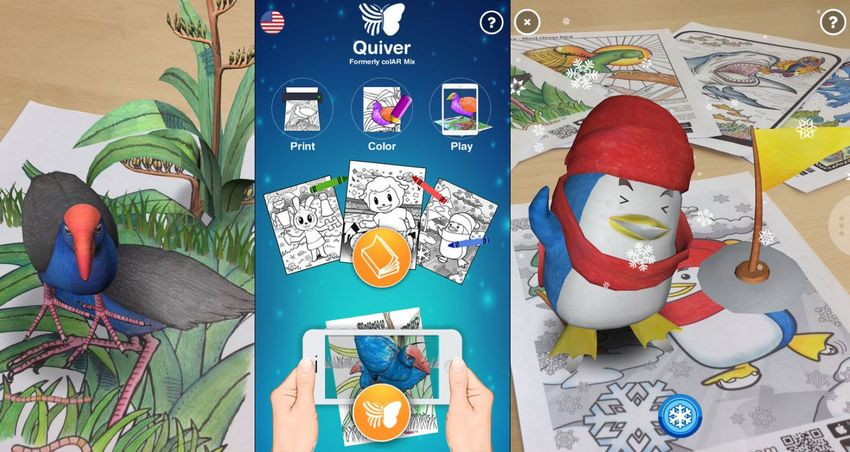 Quiver
Formerly colAR Mix
?
Print
Color
Play
×
?